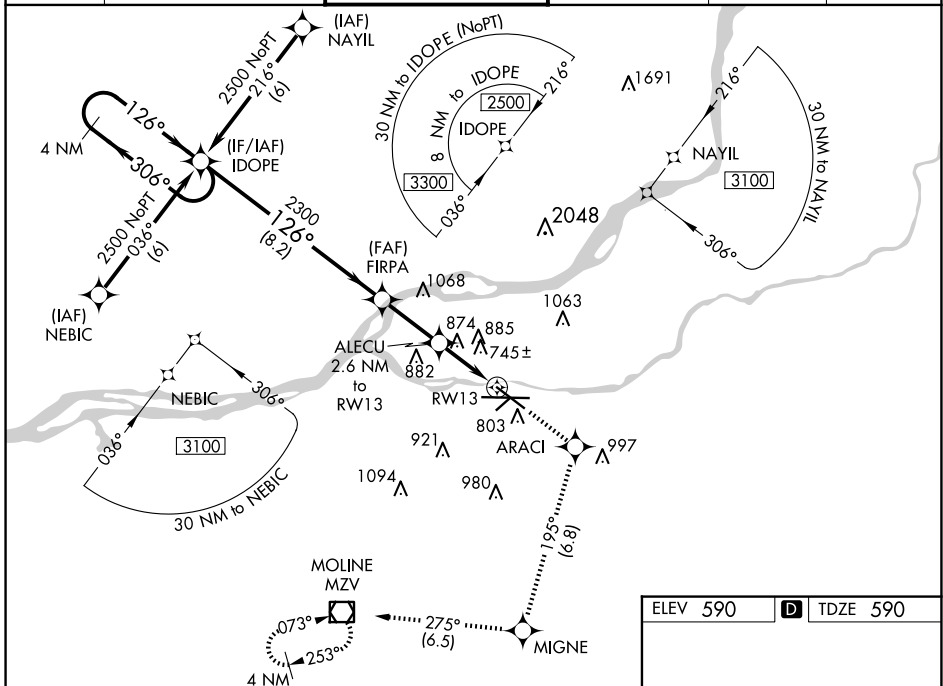 (IAF)
NAYIL
2500 NoPT
216°
(6)
30 NM to IDOPE (NoPT)
8 NM to IDOPE
2500
216°
IDOPE
3300
036°
1691
216°
NAYIL
3100
30 NM to NAYIL
306°
126°
4 NM
306°
(IF/IAF)
IDOPE
2500 NoPT
036°
(6)
(IAF)
NEBIC
2300
126°
(8.2)
(FAF)
FIRPA
2048
1068
1063
874
885
745±
ALECU
2.6 NM
to
RW13
882
RW13
803
NEBIC
306°
036°
3100
30 NM to NEBIC
921
ARACI
997
1094
980
195°
(6.8)
MOLINE
MZV
073°
253°
4 NM
275°
(6.5)
MIGNE
ELEV 590 D TDZE 590